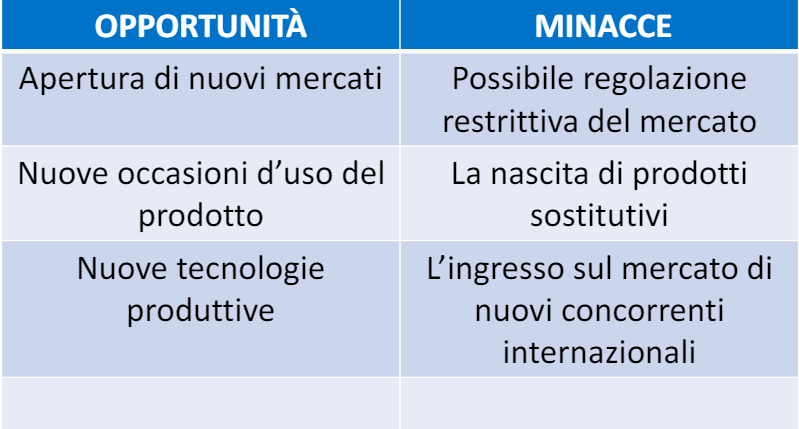 OPPORTUNITÀ
MINACCE
Apertura di nuovi mercati
Possibile regolazione
restrittiva del mercato
Nuove occasioni d’uso del
prodotto
La nascita di prodotti
sostitutivi
Nuove tecnologie
produttive
L’ingresso sul mercato di
nuovi concorrenti
internazionali